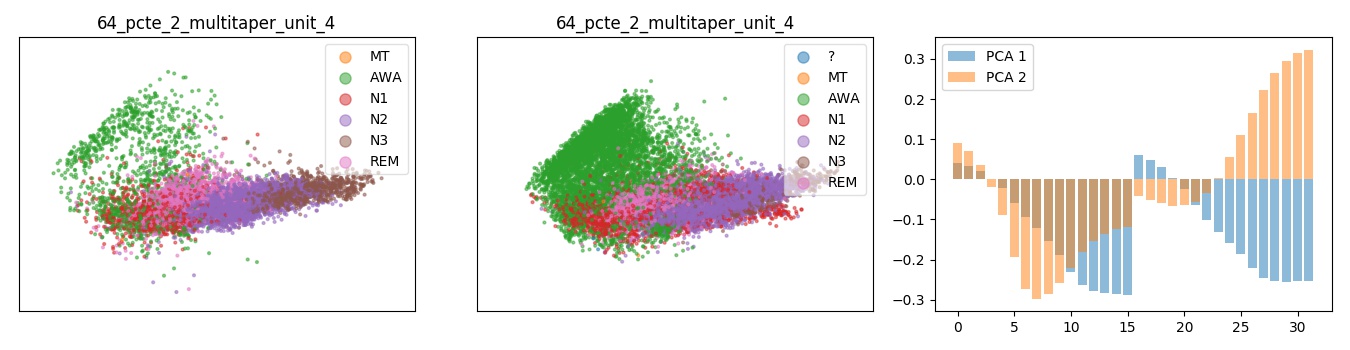 64_pcte_2_multitaper_unit_4
MT
AWA
N1
N2
N3
REM
64_pcte_2_multitaper_unit_4
?
MT
AWA
N1
N2
N3
REM
PCA 1
PCA 2
0.3
0.2
0.1
0.0
−0.1
−0.2
−0.3
0 5 10 15 20 25 30